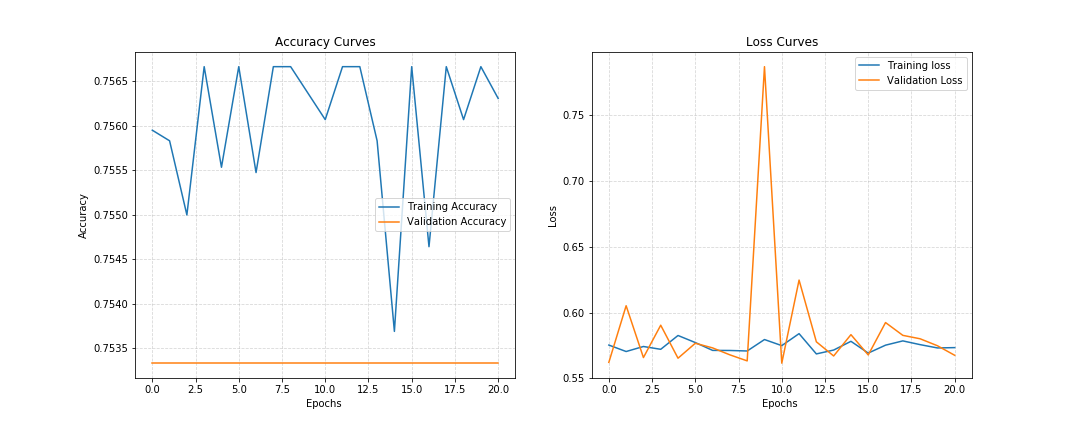 Accuracy Curves
Accuracy
0.7565
0.7560
0.7555
0.7550
0.7545
0.7540
0.7535
Training Accuracy
Validation Accuracy
0.0 2.5 5.0 7.5 10.0 12.5 15.0 17.5 20.0
Epochs
Loss Curves
Loss
0.75
0.70
0.65
0.60
0.55
Training loss
Validation Loss
0.0 2.5 5.0 7.5 10.0 12.5 15.0 17.5 20.0
Epochs